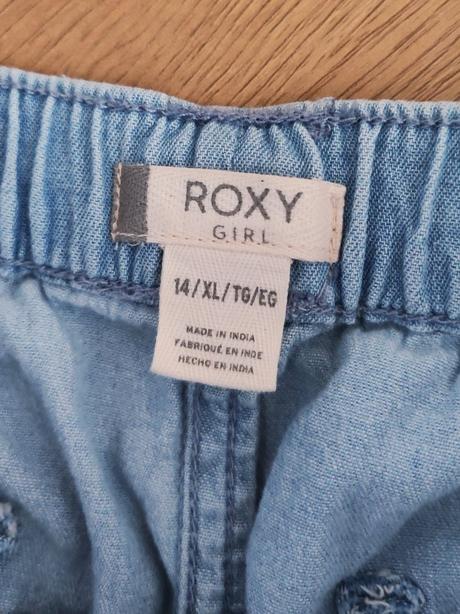 ROXY
GIRL
14/XL/TG/EG
MADE IN INDIA
FABRIQUÉ EN INDE
HECHO EN INDIA